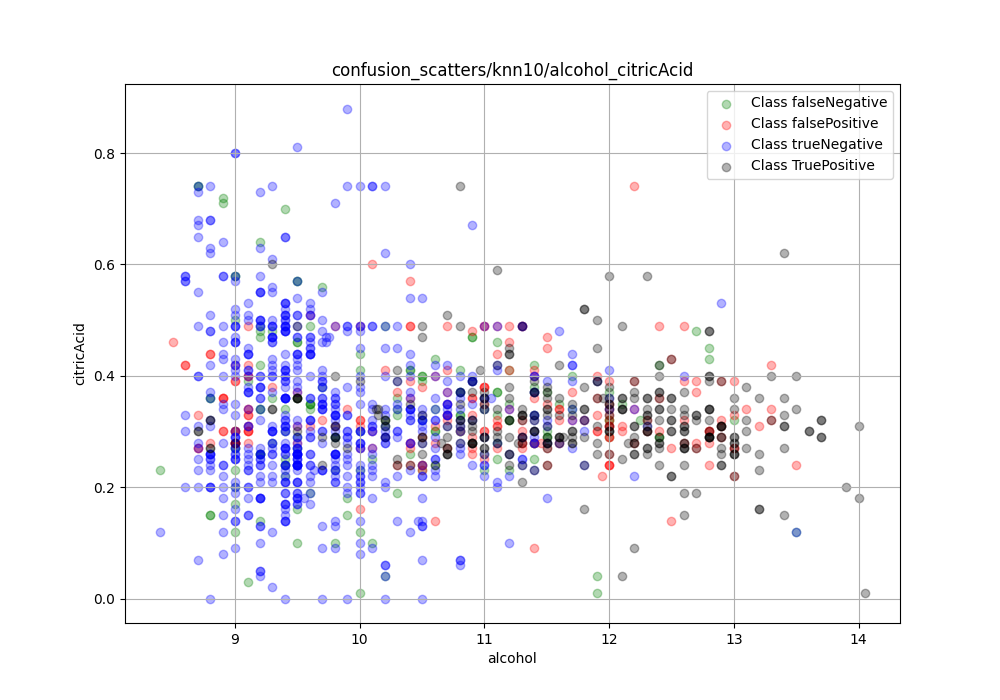 confusion_scatters/knn10/alcohol_citricAcid
Class falseNegative
Class falsePositive
Class trueNegative
Class TruePositive
citricAcid
0.8
0.6
0.4
0.2
0.0
9 10 11 12 13 14
alcohol